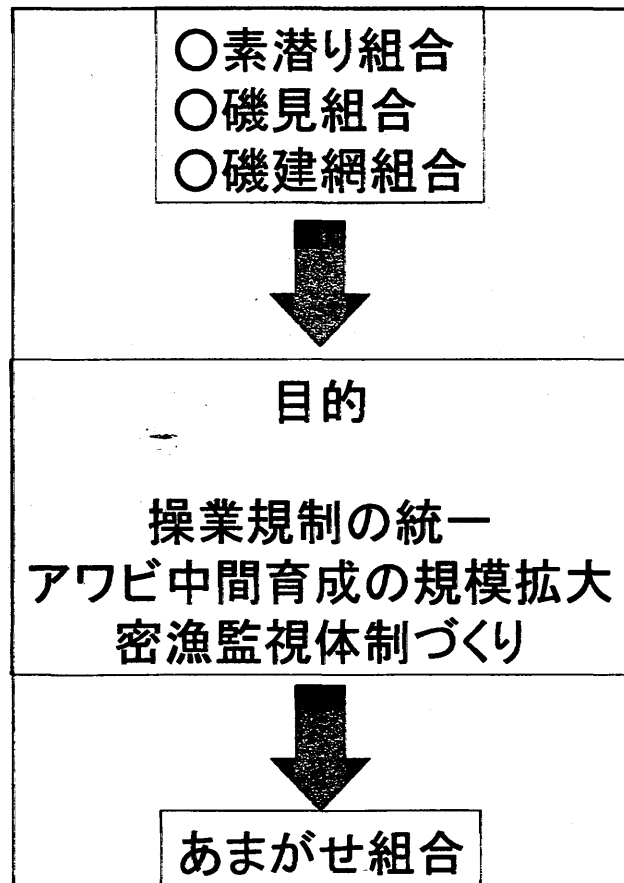 ○素潜り組合
○磯見組合
○磯建網組合
目的
操業規制の統一
アワビ中間育成の規模拡大
密漁監視体制づくり
あまがせ組合